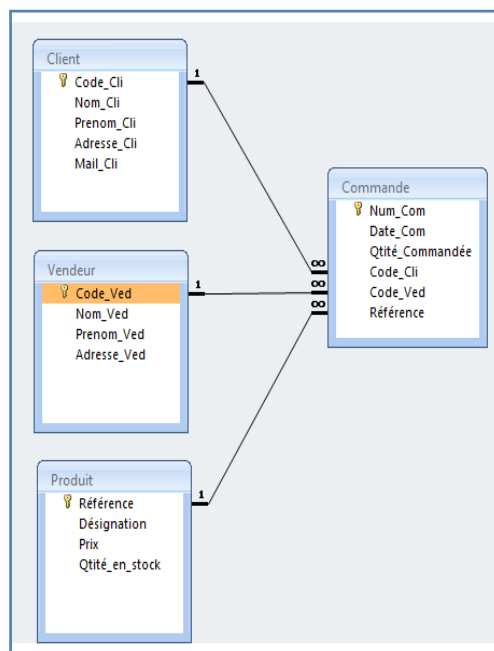 Client
Code_Cli
Nom_Cli
Prenom_Cli
Adresse_Cli
Mail_Cli
1
Vendeur
Code_Ved
Nom_Ved
Prenom_Ved
Adresse_Ved
1
Produit
Référence
Désignation
Prix
Qtité_en_stock
1
Commande
Num_Com
Date_Com
Qtité_Commandée
Code_Cli
Code_Ved
Référence
∞
∞
∞